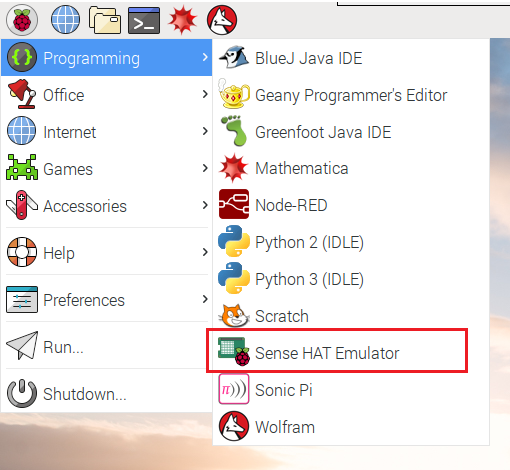 Programming
Office
Internet
Games
Accessories
Help
Preferences
Run...
Shutdown...
BlueJ Java IDE
Geany Programmer's Editor
Greenfoot Java IDE
Mathematica
Node-RED
Python 2 (IDLE)
Python 3 (IDLE)
Scratch
Sense HAT Emulator
Sonic Pi
Wolfram